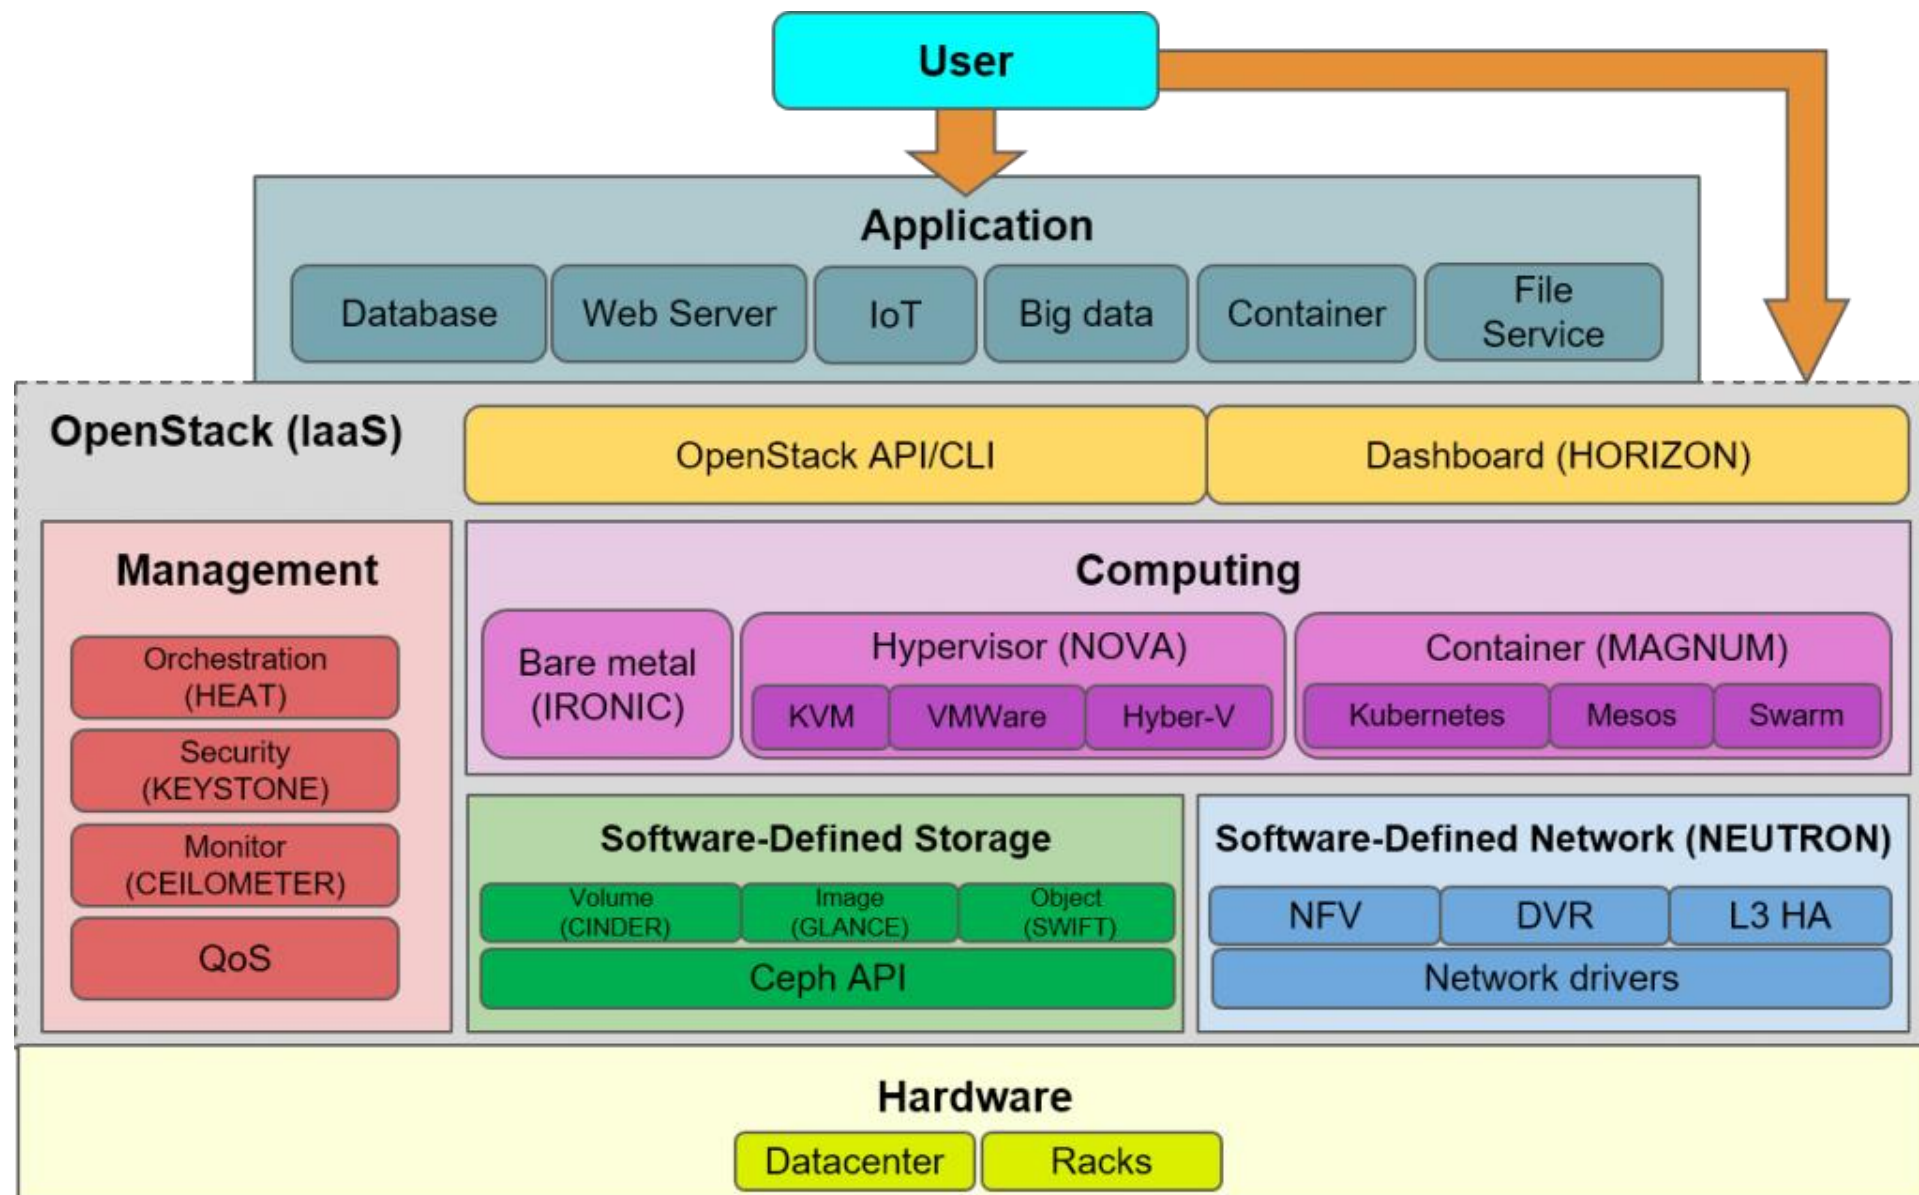 User
Application
Database
Web Server
IoT
Big data
Container
File
Service
OpenStack (IaaS)
OpenStack API/CLI
Dashboard (HORIZON)
Management
Orchestration
(HEAT)
Security
(KEYSTONE)
Monitor
(CEILOMETER)
QoS
Computing
Bare metal
(IRONIC)
Hypervisor (NOVA)
KVM
VMWare
Hyber-V
Container (MAGNUM)
Kubernetes
Mesos
Swarm
Software-Defined Storage
Volume
(CINDER)
Image
(GLANCE)
Object
(SWIFT)
Ceph API
Software-Defined Network (NEUTRON)
NFV
DVR
L3 HA
Network drivers
Hardware
Datacenter
Racks